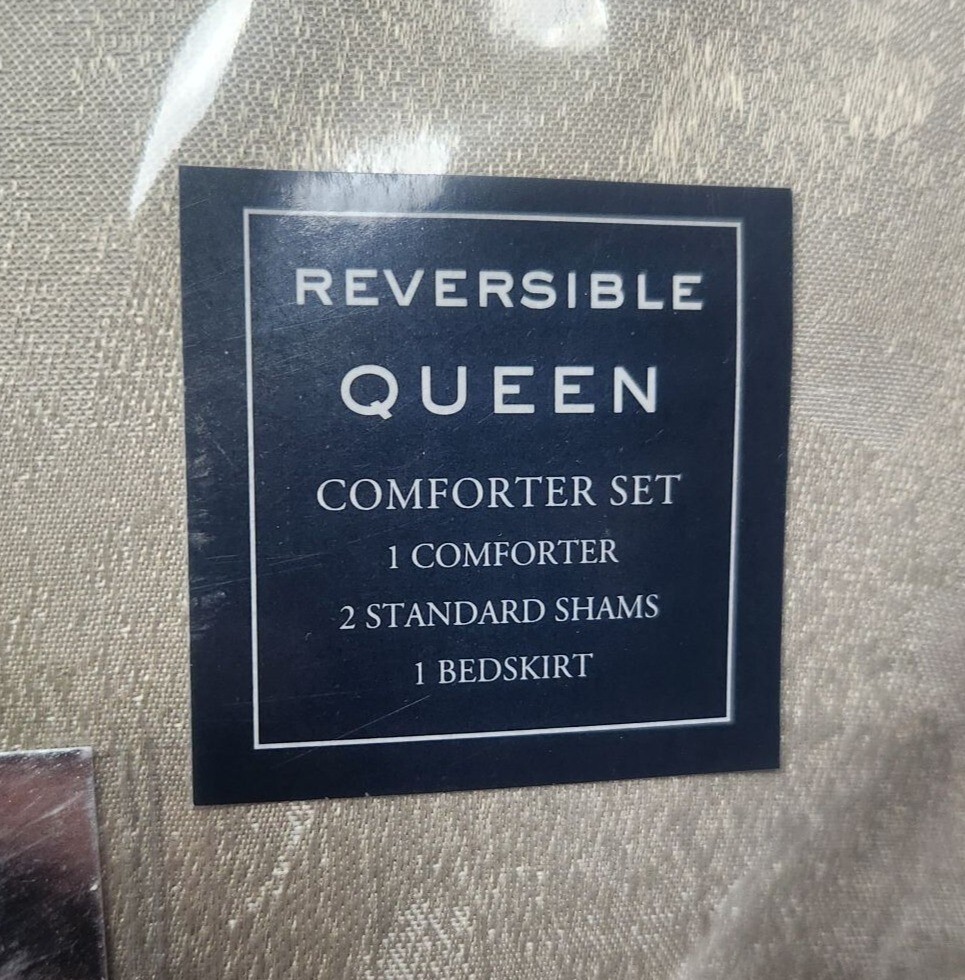 REVERSIBLE
QUEEN
COMFORTER SET
1 COMFORTER
2 STANDARD SHAMS
1 BEDSKIRT